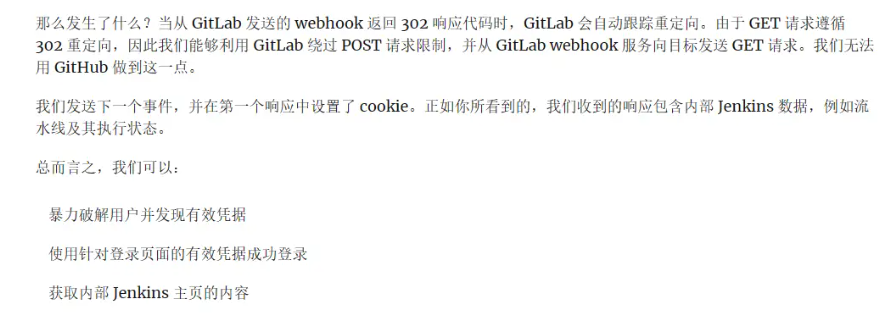 那么发生了什么？当从 GitLab 发送的 webhook 返回 302 响应代码时，GitLab 会自动跟踪重定向。由于 GET 请求遵循
302 重定向，因此我们能够利用 GitLab 绕过 POST 请求限制，并从 GitLab webhook 服务向目标发送 GET 请求。我们无法
用 GitHub 做到这一点。
我们发送下一个事件，并在第一个响应中设置了 cookie。正如你所看到的，我们收到的响应包含内部 Jenkins 数据，例如流
水线及其执行状态。
总而言之，我们可以：
暴力破解用户并发现有效凭据
使用针对登录页面的有效凭据成功登录
获取内部 Jenkins 主页的内容